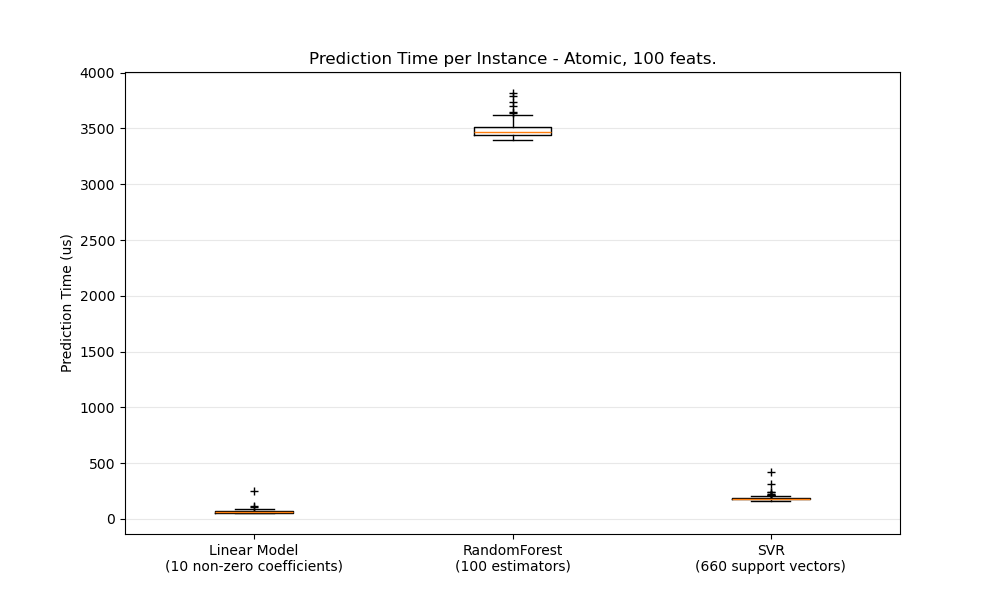 Prediction Time per Instance - Atomic, 100 feats.
Prediction Time (us)
4000
3500
3000
2500
2000
1500
1000
500
0
Linear Model
(10 non-zero coefficients)
RandomForest
(100 estimators)
SVR
(660 support vectors)